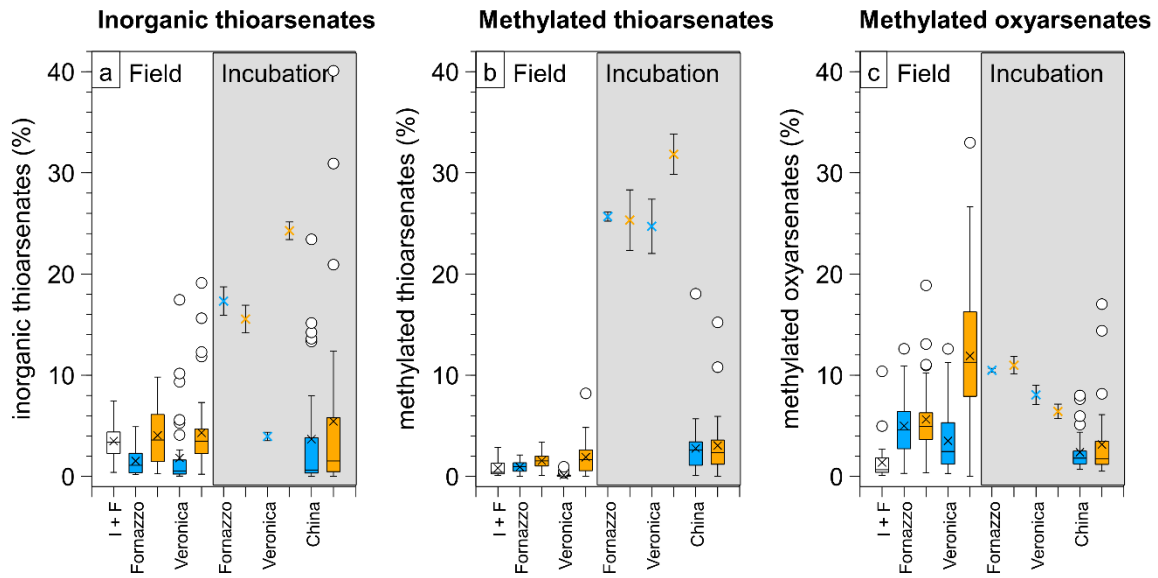 Inorganic thioarsenates
Methylated thioarsenates
Methylated oxyarsenates
inorganic thioarsenates (%)
40
30
20
10
0
a Field Incubation
I + F
Fornazzo
Veronica
Fornazzo
Veronica
China
methylated thioarsenates (%)
40
30
20
10
0
b Field Incubation
I + F
Fornazzo
Veronica
Fornazzo
Veronica
China
methylated oxyarsenates (%)
40
30
20
10
0
c Field Incubation
I + F
Fornazzo
Veronica
Fornazzo
Veronica
China